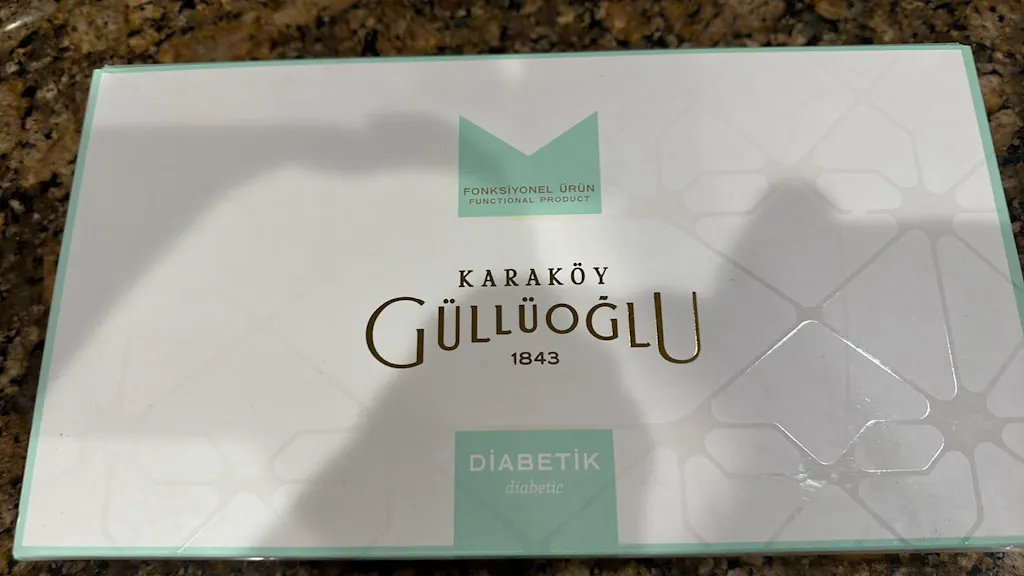 FONKSİYONEL ÜRÜN
FUNCTIONAL PRODUCT
KARAKÖY
GÜLLÜOĞLU
1843
DİABETİK
diabetic